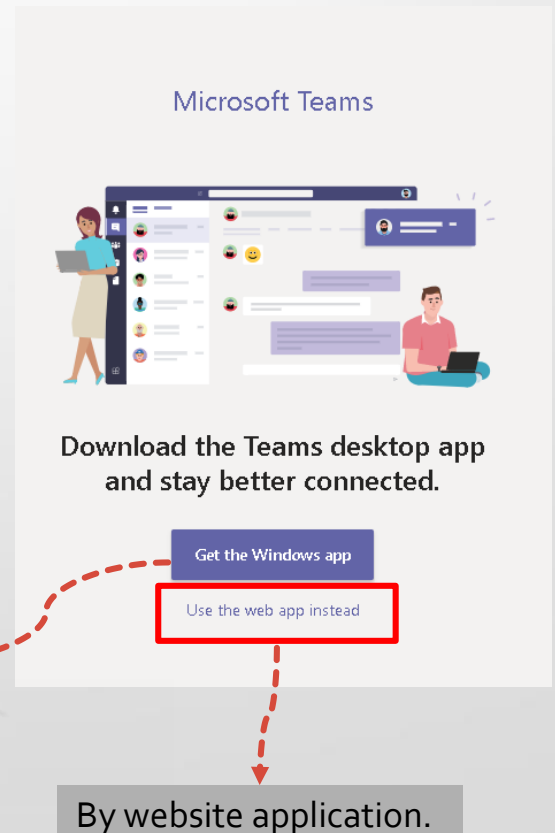 Microsoft Teams
Download the Teams desktop app
and stay better connected.
Get the Windows app
Use the web app instead
By website application.